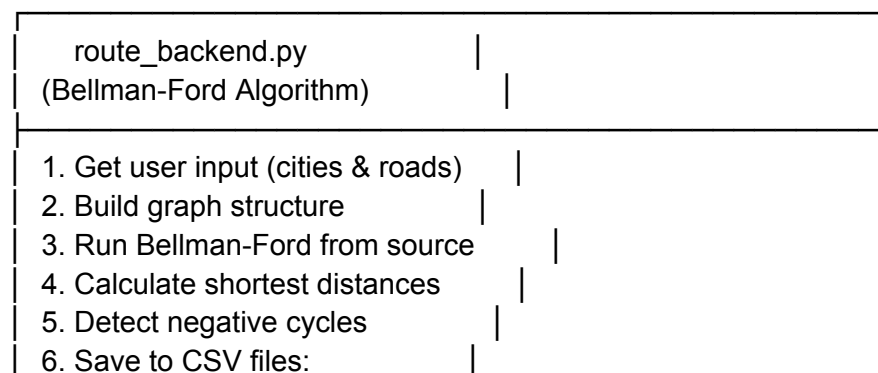 route_backend.py
(Bellman-Ford Algorithm)
1. Get user input (cities & roads)
2. Build graph structure
3. Run Bellman-Ford from source
4. Calculate shortest distances
5. Detect negative cycles
6. Save to CSV files: